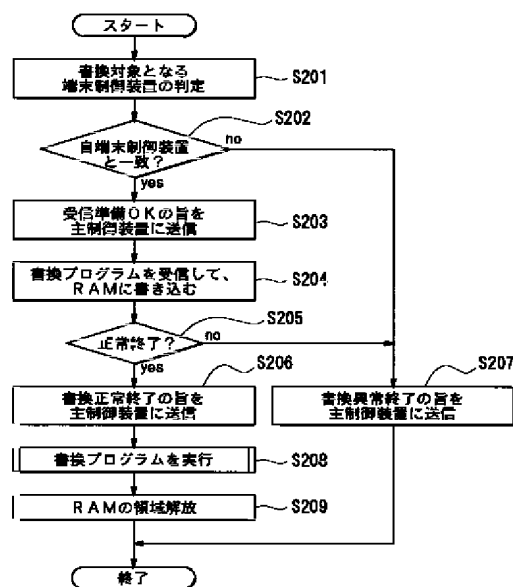 スタート
書換対象となる
端末制御装置の判定
S201
S202
自端末制御装置
と一致？
no
yes
受信準備OKの旨を
主制御装置に送信
S203
書換プログラムを受信して、
RAMに書き込む
S204
S205
正常終了？
no
yes
S206
S207
書換正常終了の旨を
主制御装置に送信
書換異常終了の旨を
主制御装置に送信
書換プログラムを実行
S208
RAMの領域解放
S209
終了